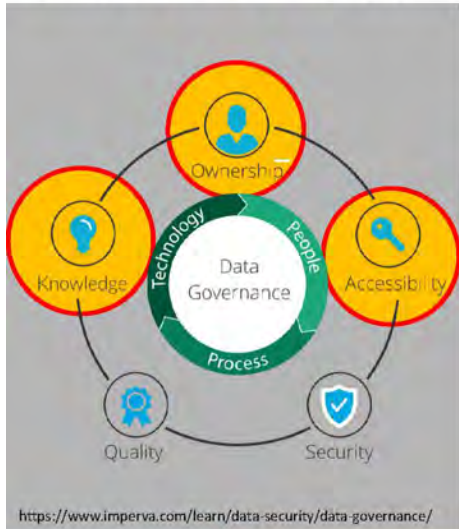 Ownership
Knowledge
Accessibility
Technology
People
Data
Governance
Process
Quality
Security
https://www.imperva.com/learn/data-security/data-governance/